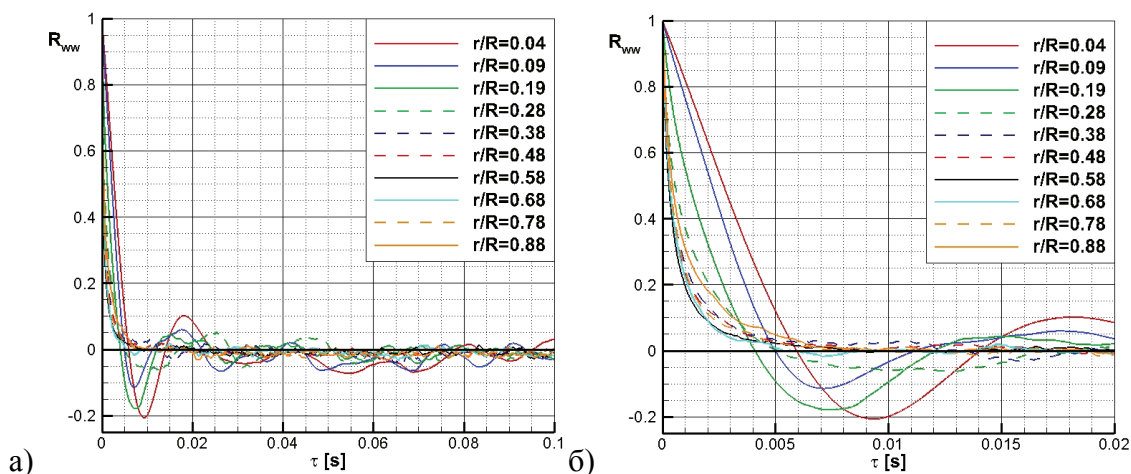 1
R_ww
0.8
0.6
0.4
0.2
0
-0.2
r/R=0.04
r/R=0.09
r/R=0.19
r/R=0.28
r/R=0.38
r/R=0.48
r/R=0.58
r/R=0.68
r/R=0.78
r/R=0.88
0 0.02 0.04 0.06 0.08 0.1
τ [s]
а)
1
R_ww
0.8
0.6
0.4
0.2
0
-0.2
r/R=0.04
r/R=0.09
r/R=0.19
r/R=0.28
r/R=0.38
r/R=0.48
r/R=0.58
r/R=0.68
r/R=0.78
r/R=0.88
0 0.005 0.01 0.015 0.02
τ [s]
б)